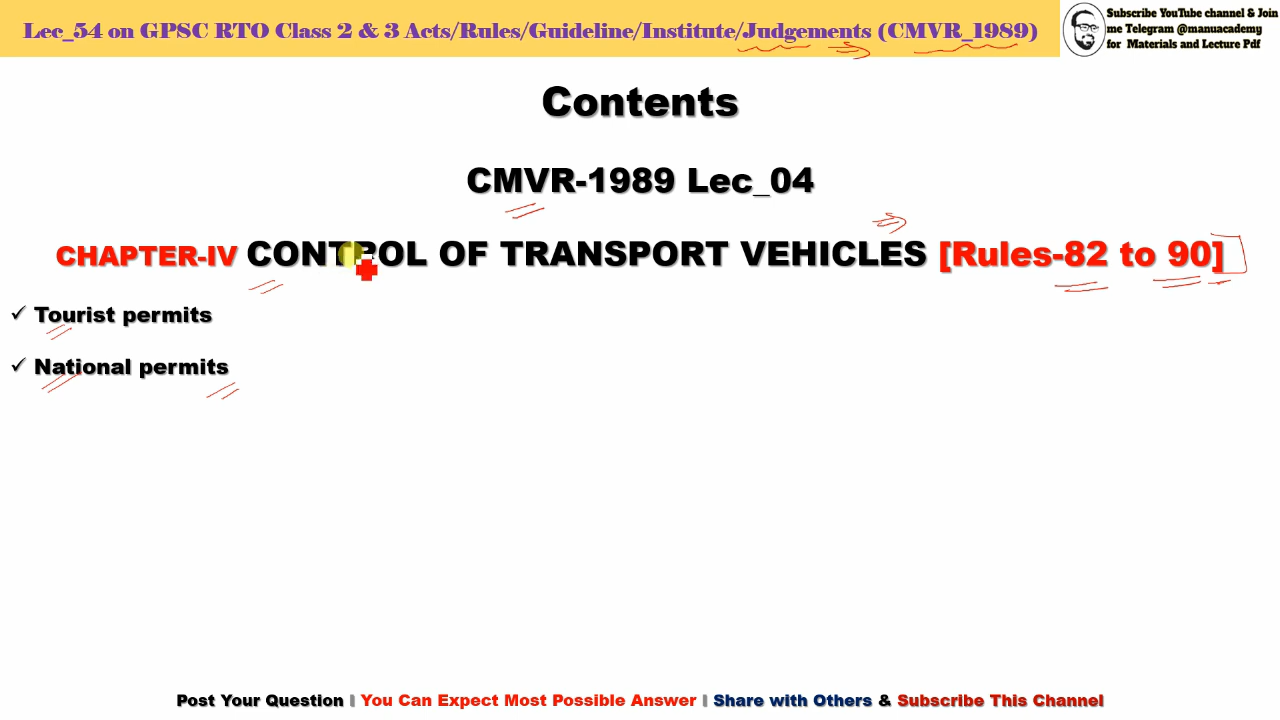 Lec_54 on GPSC RTO Class 2 & 3 Acts/Rules/Guideline/Institute/Judgements (CMVR_1989)
Subscribe YouTube channel & Join
me Telegram @manuacademy
for Materials and Lecture Pdf
Contents
CMVR-1989 Lec_04
CHAPTER-IV CONTROL OF TRANSPORT VEHICLES [Rules-82 to 90]
✓ Tourist permits
✓ National permits
Post Your Question | You Can Expect Most Possible Answer | Share with Others & Subscribe This Channel